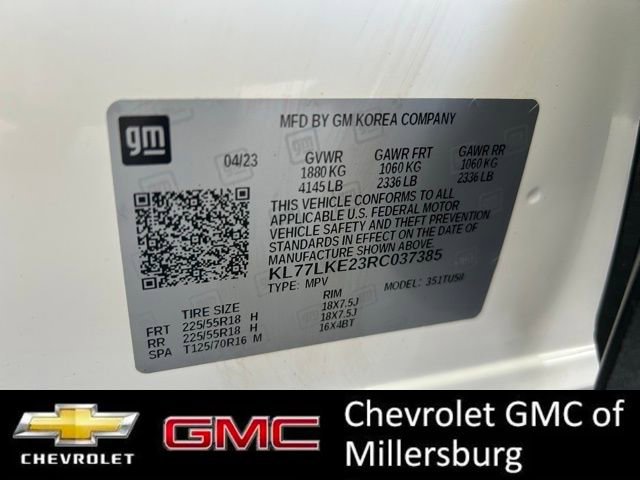 gm
MFD BY GM KOREA COMPANY
04/23 GVWR GAWR FRT GAWR RR
1880 KG 1060 KG 1060 KG
4145 LB 2336 LB 2336 LB
THIS VEHICLE CONFORMS TO ALL
APPLICABLE U.S. FEDERAL MOTOR
VEHICLE SAFETY AND THEFT
PREVENTION STANDARDS IN EFFECT
ON THE DATE OF
MANUFACTURE SHOWN ABOVE.
KL77LKE23RC037385
TYPE: MPV MODEL: 351TU58
TIRE SIZE RIM
FRT 225/55R18 H 18X7.5J
RR 225/55R18 H 18X7.5J
SPA T125/70R16 M 16X4BT
CHEVROLET
GMC
Chevrolet GMC of
Millersburg